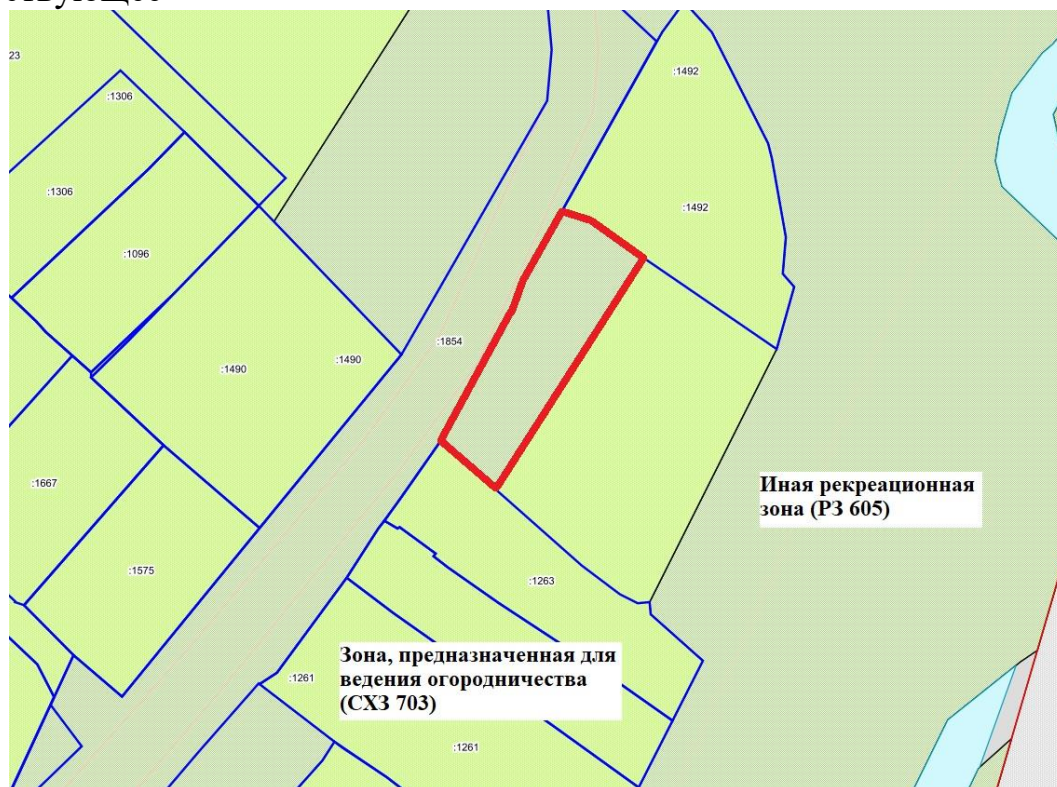 23
:1306
:1492
:1306
:1492
:1096
:1854
:1490
:1490
:1667
Иная рекреационная
зона (РЗ 605)
:1575
:1263
Зона, предназначенная для
ведения огородничества
(СХЗ 703)
:1261
:1261